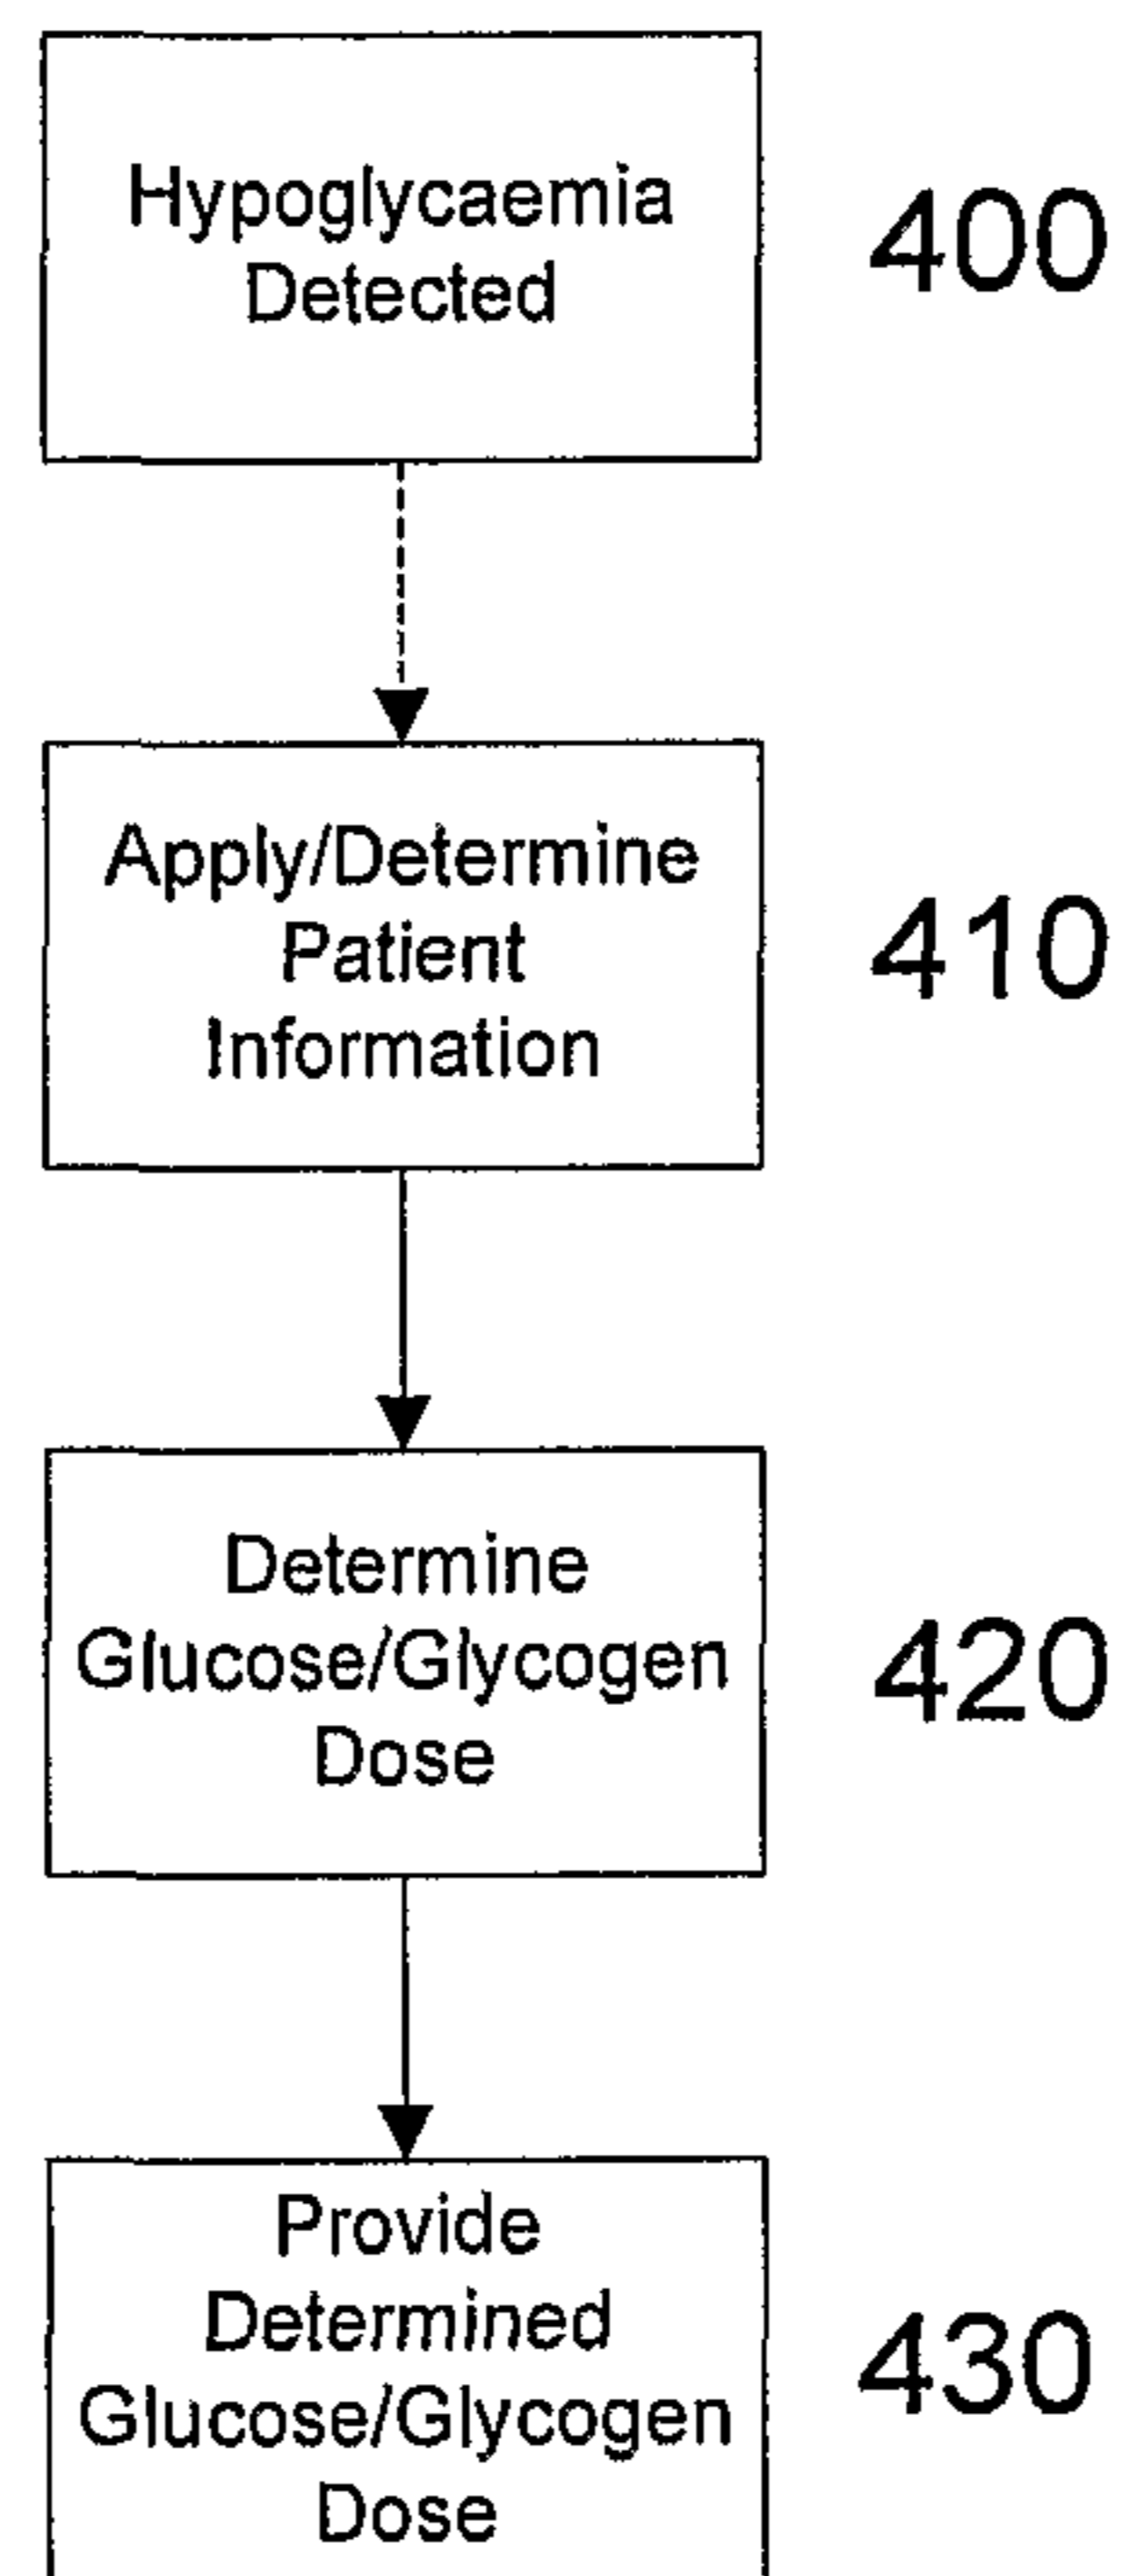 Hypoglycaemia
Detected
400
Apply/Determine
Patient
Information
410
Determine
Glucose/Glycogen
Dose
420
Provide
Determined
Glucose/Glycogen
Dose
430